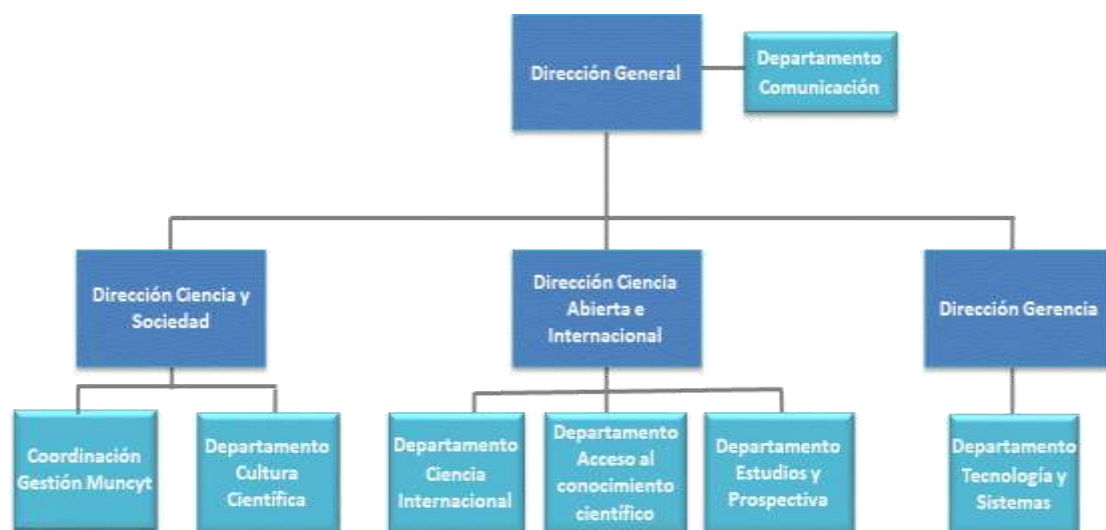 Dirección General
Departamento
Comunicación
Dirección Ciencia y
Sociedad
Dirección Ciencia
Abierta e
Internacional
Dirección Gerencia
Coordinación
Gestión Muncyt
Departamento
Cultura
Científica
Departamento
Ciencia
Internacional
Departamento
Acceso al
conocimiento
científico
Departamento
Estudios y
Prospectiva
Departamento
Tecnología y
Sistemas